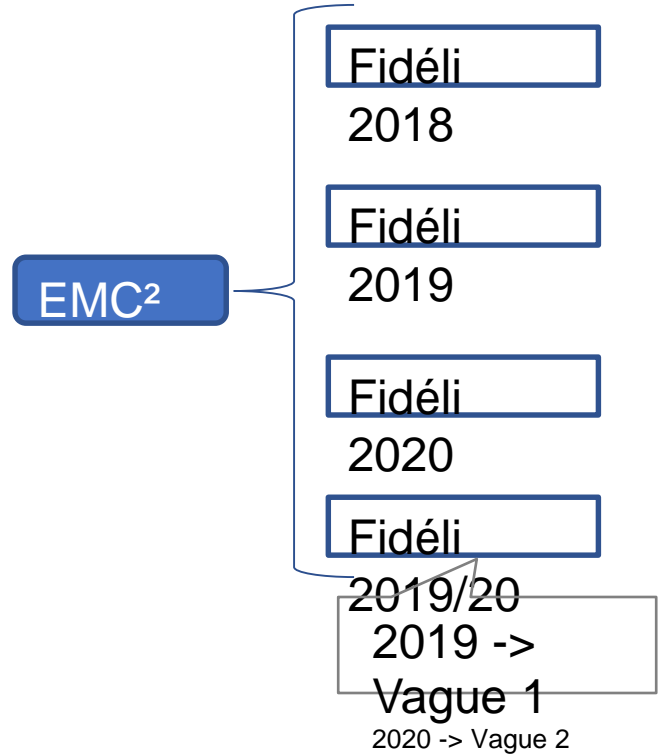 Fidéli
2018
Fidéli
2019
EMC²
Fidéli
2020
Fidéli
2019/20
2019 ->
Vague 1
2020 -> Vague 2